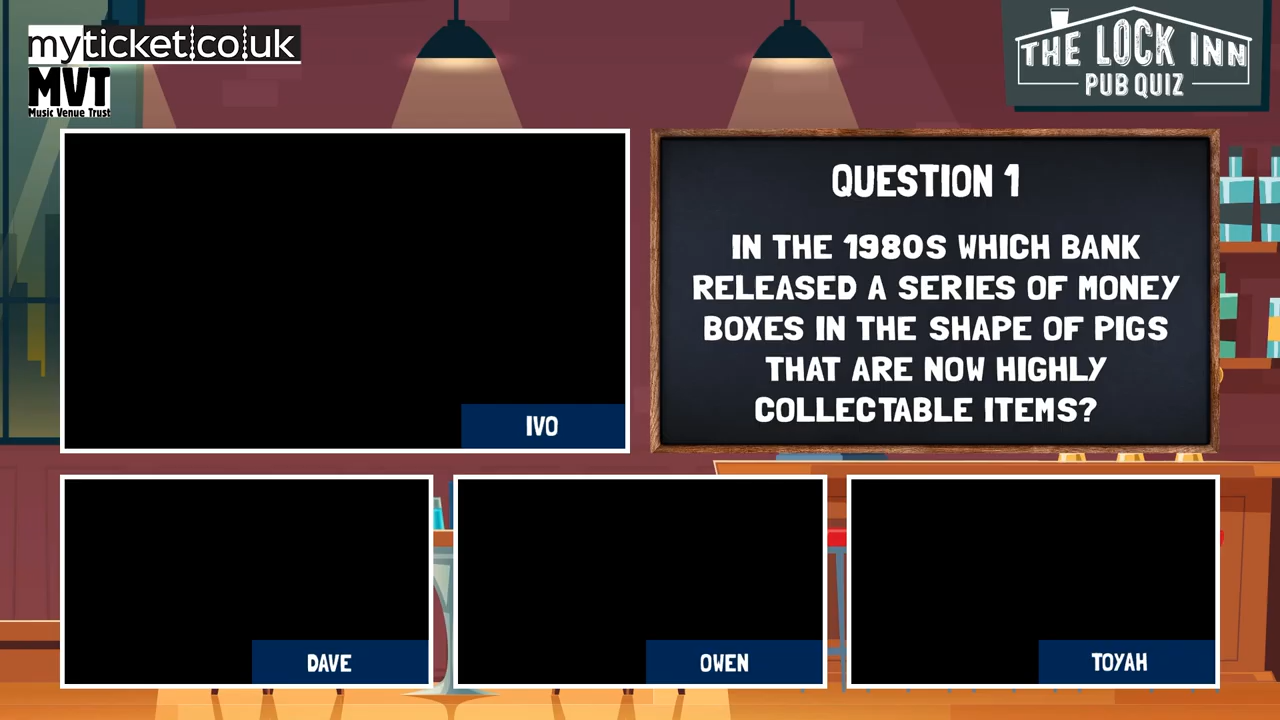 myticket.co.uk
MVT
Music Venue Trust
THE LOCK INN
PUB QUIZ
QUESTION 1
IN THE 1980S WHICH BANK
RELEASED A SERIES OF MONEY
BOXES IN THE SHAPE OF PIGS
THAT ARE NOW HIGHLY
COLLECTABLE ITEMS?
IVO
DAVE
OWEN
TOYAH